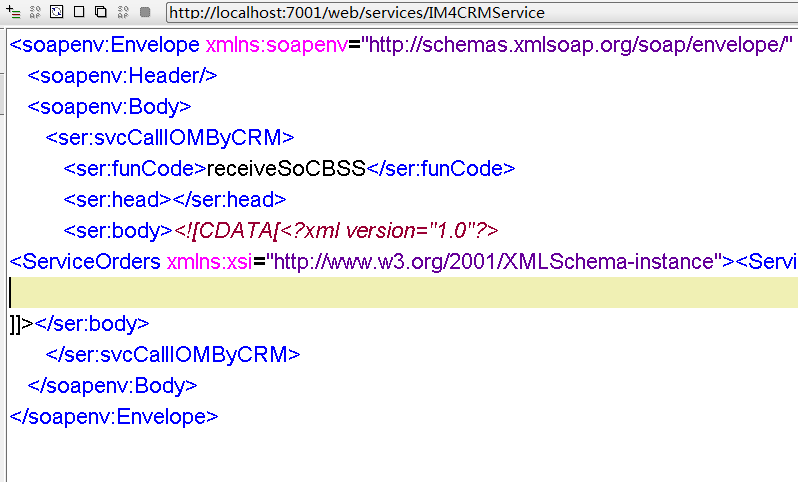 http://localhost:7001/web/services/IM4CRMService
<soapenv:Envelope xmlns:soapenv="http://schemas.xmlsoap.org/soap/envelope/"
<soapenv:Header/>
<soapenv:Body>
<ser:svcCallIOMByCRM>
<ser:funCode>receiveSoCBSS</ser:funCode>
<ser:head></ser:head>
<ser:body><![CDATA[<?xml version="1.0"?>
<ServiceOrders xmlns:xsi="http://www.w3.org/2001/XMLSchema-instance"><Servi
]]></ser:body>
</ser:svcCallIOMByCRM>
</soapenv:Body>
</soapenv:Envelope>